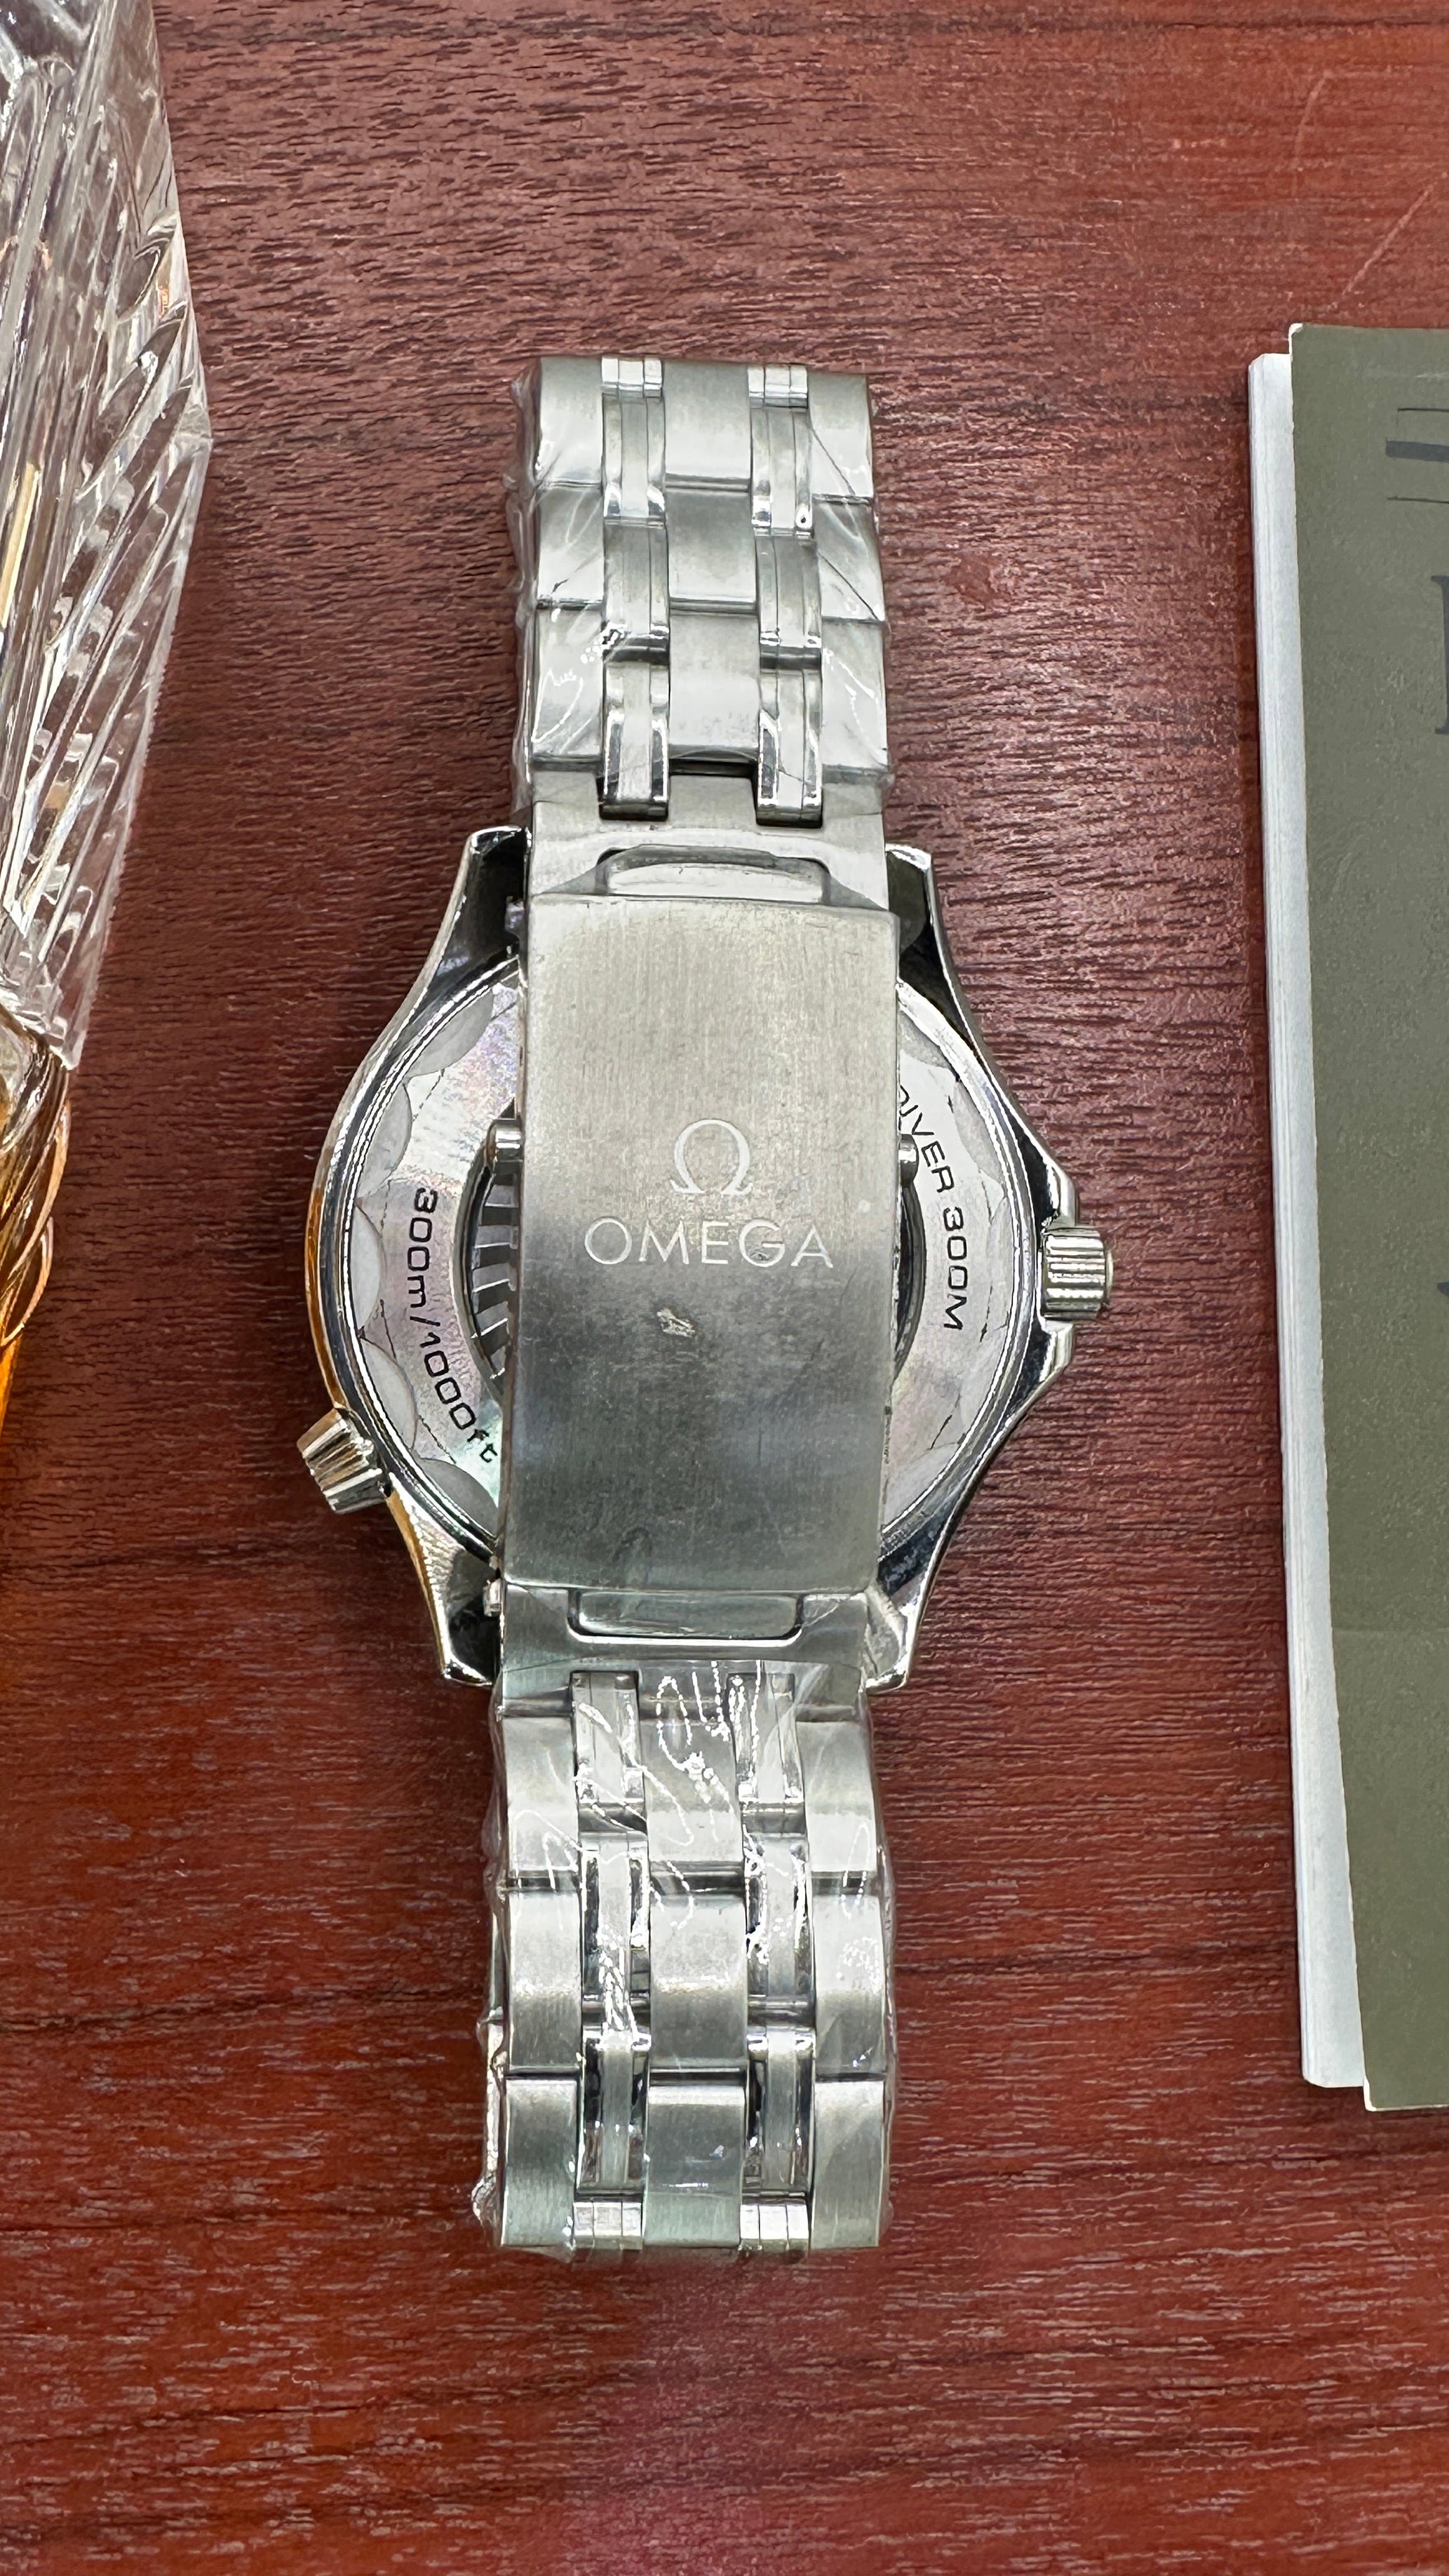 Ω
OMEGA
DIVER 300M
300m/1000ft